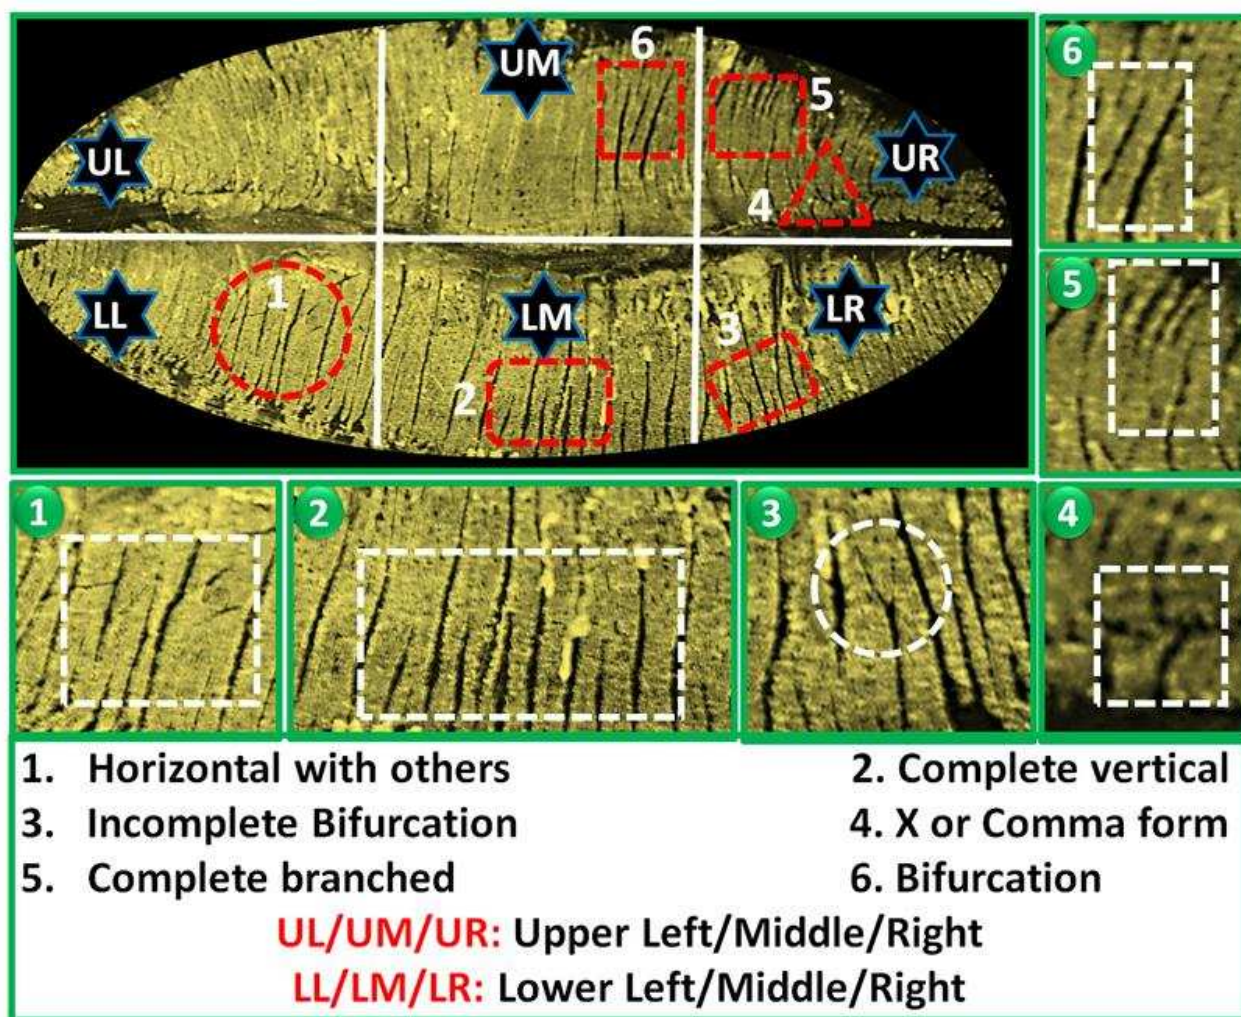 6
UM
5
UL
UR
4
1
LL
LM
3
LR
2
6
5
1
2
3
4
1. Horizontal with others
2. Complete vertical
3. Incomplete Bifurcation
4. X or Comma form
5. Complete branched
6. Bifurcation
UL/UM/UR: Upper Left/Middle/Right
LL/LM/LR: Lower Left/Middle/Right